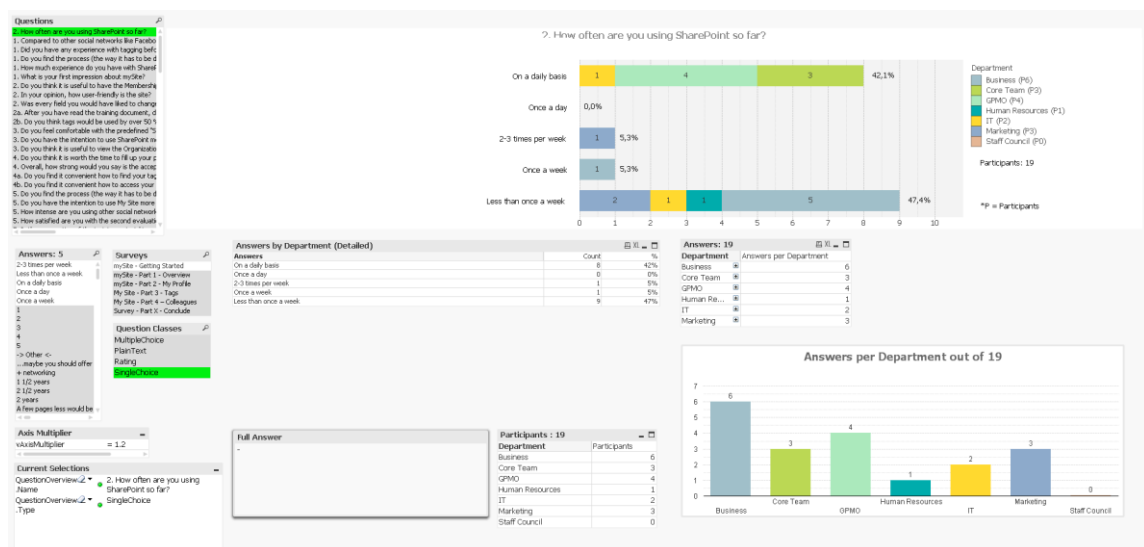 Questions
2. How often are you using SharePoint so far?
1. Compared to other social networks like Facebo
1. Did you have any experience with tagging befc
1. Do you find the process (the way it has to be d
1. How much experience do you have with ShareF
1. What is your first impression about mySite?
2. Do you think it is useful to have the Membershi
2. In your opinion, how user-friendly is the site?
2. Was every field you would have liked to change
2a. After you have read the training document, d
2b. Do you think tags would be used by over 50 %
3. Do you feel comfortable with the predefined "S
3. Do you have the intention to use SharePoint m
3. Do you think it is useful to view the Organizatio
4. Do you think it is worth the time to fill up your p
4. Overall, how strong would you say is the accep
4a. Do you find it convenient how to find your tag
4b. Do you find it convenient how to access your
5. Do you find the process (the way it has to be d
5. Do you have the intention to use My Site more
5. How intense are you using other social network
5. How satisfied are you with the second evaluati
2. How often are you using SharePoint so far?
On a daily basis 1 4 3 42,1%
Once a day 0,0%
2-3 times per week 1 5,3%
Once a week 1 5,3%
Less than once a week 2 1 1 5 47,4%
0 1 2 3 4 5 6 7 8 9 10
Department
Business (P6)
Core Team (P3)
GPMO (P4)
Human Resources (P1)
IT (P2)
Marketing (P3)
Staff Council (P0)
Participants: 19
*P = Participants
Answers: 5
2-3 times per week
Less than once a week
On a daily basis
Once a day
Once a week
1
2
3
4
5
-> Other <-
...maybe you should offer
+ networking
1 1/2 years
2 1/2 years
2 years
A few pages less would be
Surveys
mySite - Getting Started
mySite - Part 1 - Overview
mySite - Part 2 - My Profile
My Site - Part 3 - Tags
My Site - Part 4 – Colleagues
Survey - Part X - Conclude
Question Classes
MultipleChoice
PlainText
Rating
SingleChoice
Answers by Department (Detailed) XL
Answers Count %
On a daily basis 8 42%
Once a day 0 0%
2-3 times per week 1 5%
Once a week 1 5%
Less than once a week 9 47%
Answers: 19 XL
Department Answers per Department
Business 6
Core Team 3
GPMO 4
Human Re... 1
IT 2
Marketing 3
Answers per Department out of 19
7
6
5
4
3
2
1
0
6 3 4 1 2 3 0
Business Core Team GPMO Human Resources IT Marketing Staff Council
Axis Multiplier
vAxisMultiplier = 1.2
Current Selections
QuestionOverview.2 .Name 2. How often are you using SharePoint so far?
QuestionOverview.2 .Type SingleChoice
Full Answer
-
Participants : 19
Department Participants
Business 6
Core Team 3
GPMO 4
Human Resources 1
IT 2
Marketing 3
Staff Council 0